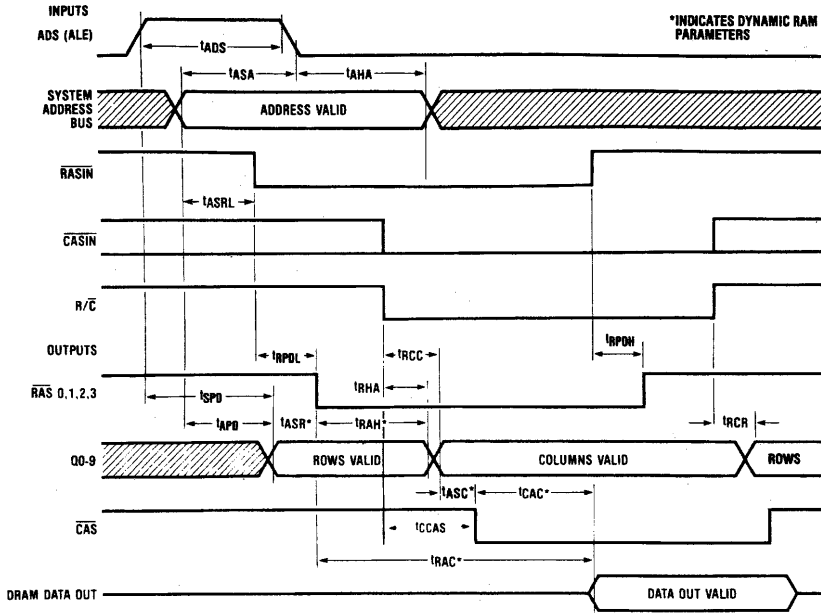 INPUTS
ADS (ALE)
*INDICATES DYNAMIC RAM
PARAMETERS
tADS
tASA
tAHA
SYSTEM
ADDRESS
BUS
ADDRESS VALID
RASIN
tASRL
CASIN
R/C
OUTPUTS
tRPDL
tRCC
tRPDH
RAS 0,1,2,3
tRHA
tSPD
tAPD
tASR*
tRAH*
tRCR
Q0-9
ROWS VALID
COLUMNS VALID
ROWS
tASC*
tCAC*
CAS
tCCAS
tRAC*
DRAM DATA OUT
DATA OUT VALID